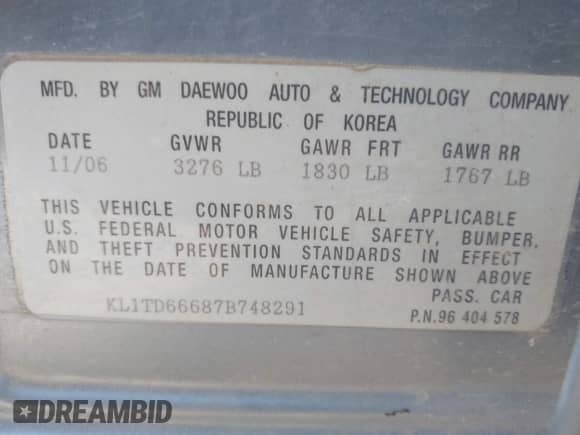 MFD. BY GM DAEWOO AUTO & TECHNOLOGY COMPANY
REPUBLIC OF KOREA
DATE GVWR GAWR FRT GAWR RR
11/06 3276 LB 1830 LB 1767 LB
THIS VEHICLE CONFORMS TO ALL APPLICABLE
U.S. FEDERAL MOTOR VEHICLE SAFETY, BUMPER,
AND THEFT PREVENTION STANDARDS IN EFFECT
ON THE DATE OF MANUFACTURE SHOWN ABOVE
PASS. CAR
KL1TD66687B748291
P.N.96 404 578
DREAMBID